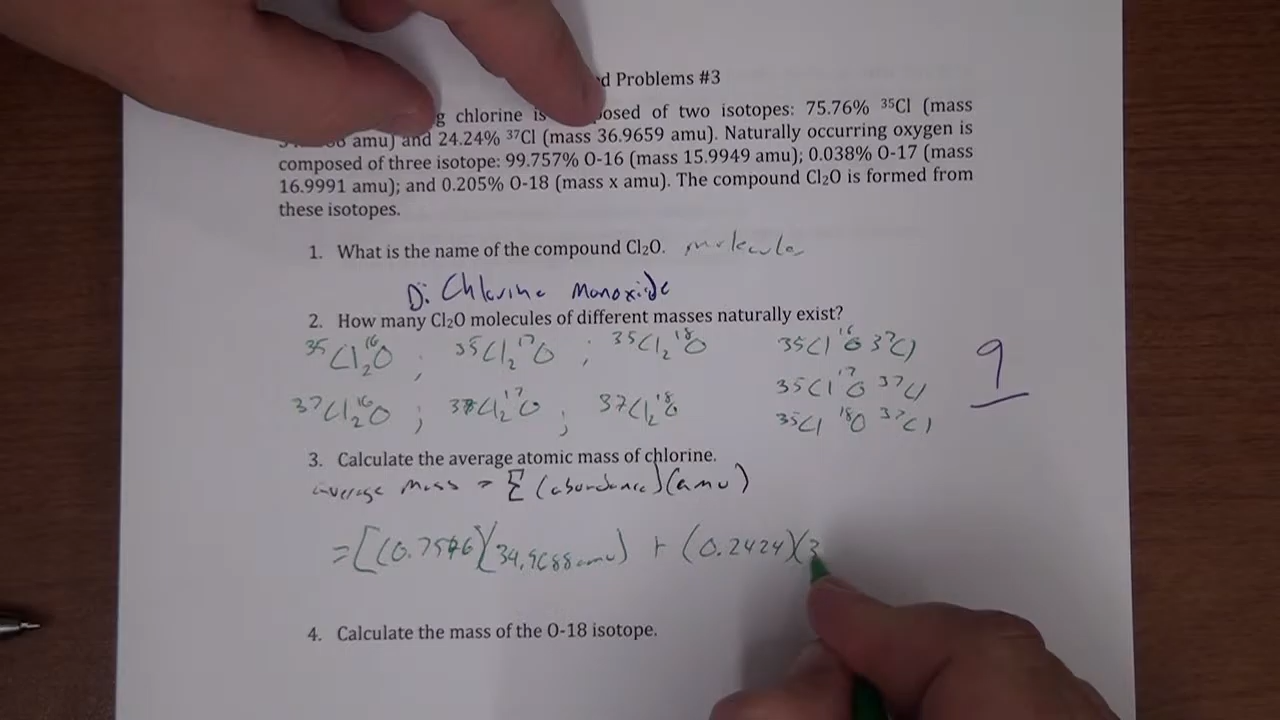 Problems #3
chlorine is posed of two isotopes: 75.76% ³⁵Cl (mass
amu) and 24.24% ³⁷Cl (mass 36.9659 amu). Naturally occurring oxygen is
composed of three isotope: 99.757% O-16 (mass 15.9949 amu); 0.038% O-17 (mass
16.9991 amu); and 0.205% O-18 (mass x amu). The compound Cl₂O is formed from
these isotopes.
1. What is the name of the compound Cl₂O. molecular
Di Chlorine Monoxide
2. How many Cl₂O molecules of different masses naturally exist?
³⁵Cl₂¹⁶O ; ³⁵Cl₂¹⁷O ; ³⁵Cl₂¹⁸O 35Cl ¹⁶O 37Cl
37Cl₂¹⁶O ; 37Cl₂¹⁷O ; 37Cl₂¹⁸O 35Cl ¹⁷O ³⁷Cl
³⁵Cl ¹⁸O ³⁷Cl
9
3. Calculate the average atomic mass of chlorine.
average mass = Σ (abundance)(amu)
= [(0.7576)(34.9688amu) + (0.2424)(3
4. Calculate the mass of the O-18 isotope.